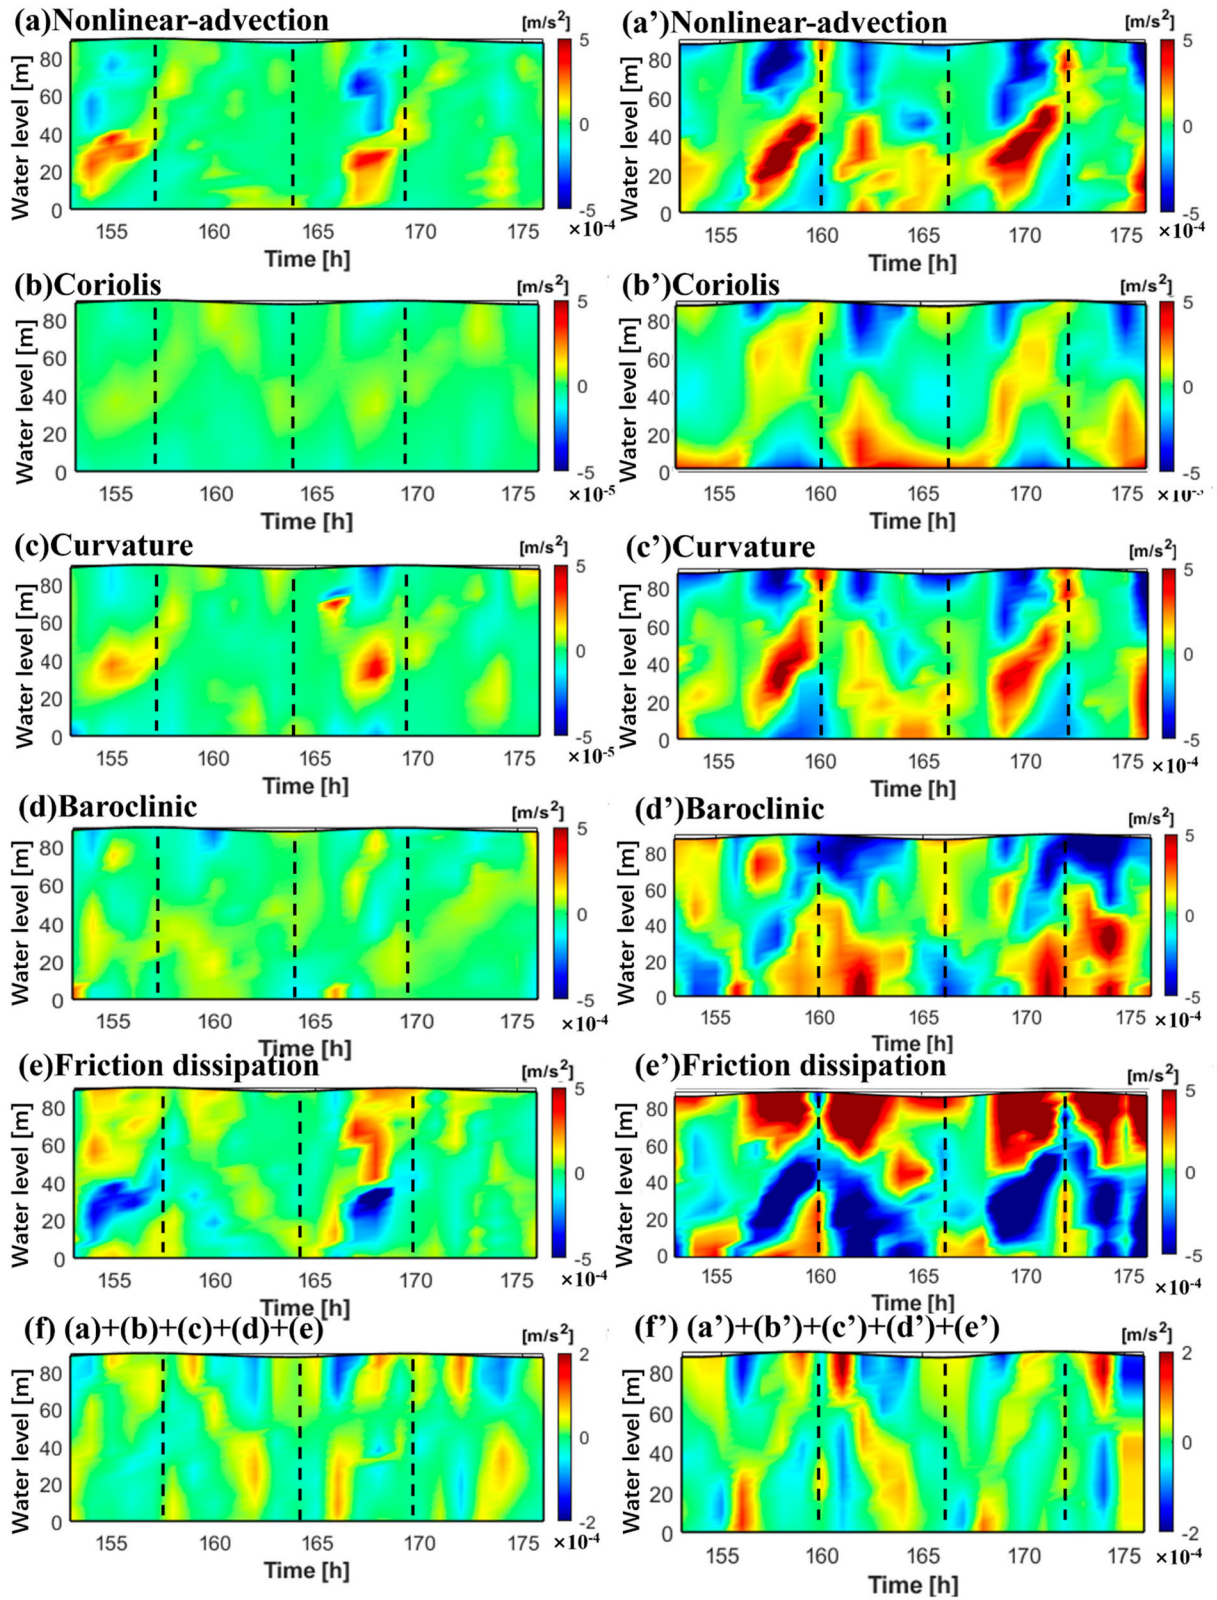 (a)Nonlinear-advection [m/s²]
Water level [m]
80
60
40
20
0
155 160 165 170 175
Time [h]
5
0
-5
×10⁻⁴
(a’)Nonlinear-advection [m/s²]
Water level [m]
80
60
40
20
0
155 160 165 170 175
Time [h]
5
0
-5
×10⁻⁴
(b)Coriolis [m/s²]
Water level [m]
80
60
40
20
0
155 160 165 170 175
Time [h]
5
0
-5
×10⁻⁵
(b’)Coriolis [m/s²]
Water level [m]
80
60
40
20
0
155 160 165 170 175
Time [h]
5
0
-5
(c)Curvature [m/s²]
Water level [m]
80
60
40
20
0
155 160 165 170 175
Time [h]
5
0
-5
×10⁻⁵
(c’)Curvature [m/s²]
Water level [m]
80
60
40
20
0
155 160 165 170 175
Time [h]
5
0
-5
×10⁻⁴
(d)Baroclinic [m/s²]
Water level [m]
80
60
40
20
0
155 160 165 170 175
Time [h]
5
0
-5
×10⁻⁴
(d’)Baroclinic [m/s²]
Water level [m]
80
60
40
20
0
155 160 165 170 175
Time [h]
5
0
-5
×10⁻⁴
(e)Friction dissipation [m/s²]
Water level [m]
80
60
40
20
0
155 160 165 170 175
Time [h]
5
0
-5
×10⁻⁴
(e’)Friction dissipation [m/s²]
Water level [m]
80
60
40
20
0
155 160 165 170 175
Time [h]
5
0
-5
×10⁻⁴
(f) (a)+(b)+(c)+(d)+(e) [m/s²]
Water level [m]
80
60
40
20
0
155 160 165 170 175
Time [h]
2
0
-2
×10⁻⁴
(f’) (a’)+(b’)+(c’)+(d’)+(e’) [m/s²]
Water level [m]
80
60
40
20
0
155 160 165 170 175
Time [h]
2
0
-2
×10⁻⁴